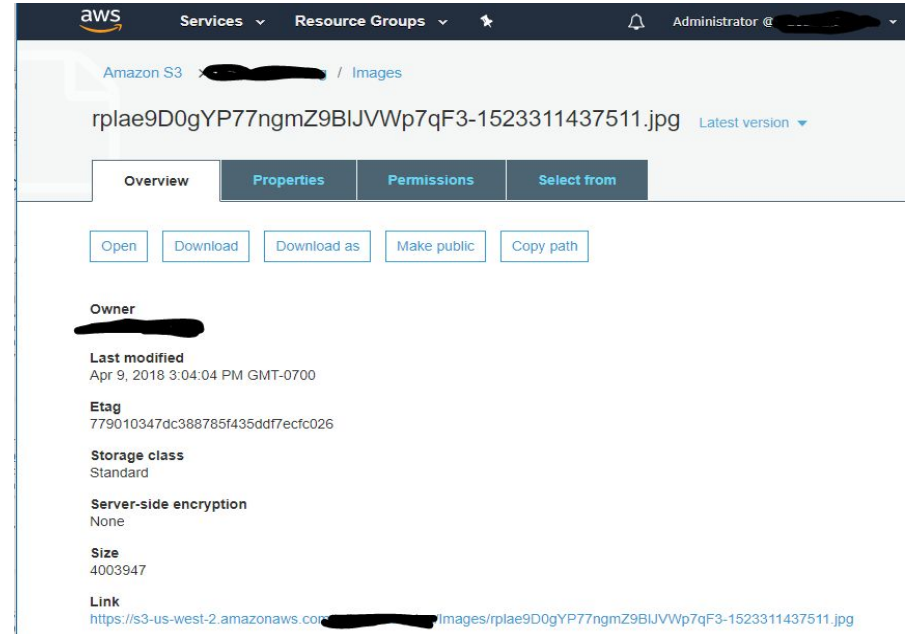 aws Services Resource Groups Administrator @
Amazon S3 / Images
rplae9D0gYP77ngmZ9BIJVWp7qF3-1523311437511.jpg Latest version
Overview Properties Permissions Select from
Open Download Download as Make public Copy path
Owner
Last modified
Apr 9, 2018 3:04:04 PM GMT-0700
Etag
779010347dc388785f435ddf7ecfc026
Storage class
Standard
Server-side encryption
None
Size
4003947
Link
https://s3-us-west-2.amazonaws.com /Images/rplae9D0gYP77ngmZ9BIJVWp7qF3-1523311437511.jpg